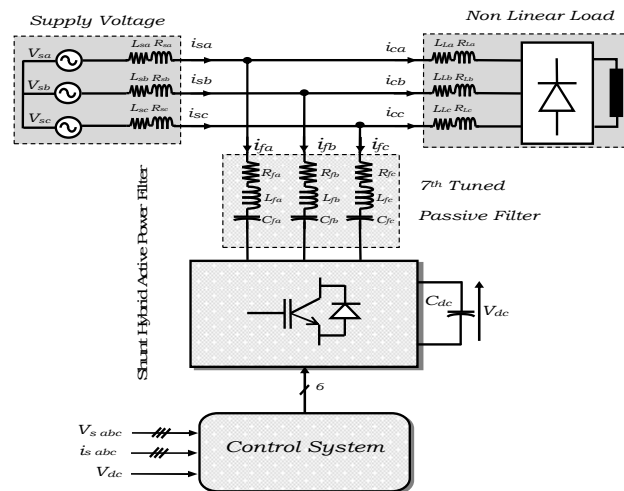 Supply Voltage
Non Linear Load
Vsa
Lsa Rsa
isa
ica
LLa RLa
Vsb
Lsb Rsb
isb
icb
LLb RLb
Vsc
Lsc Rsc
isc
icc
LLc RLc
ifa
ifb
ifc
Rfa
Rfb
Rfc
Lfa
Lfb
Lfc
Cfa
Cfb
Cfc
7th Tuned
Passive Filter
Shunt Hybrid Active Power Filter
Cdc
Vdc
6
Vs abc
is abc
Vdc
Control System